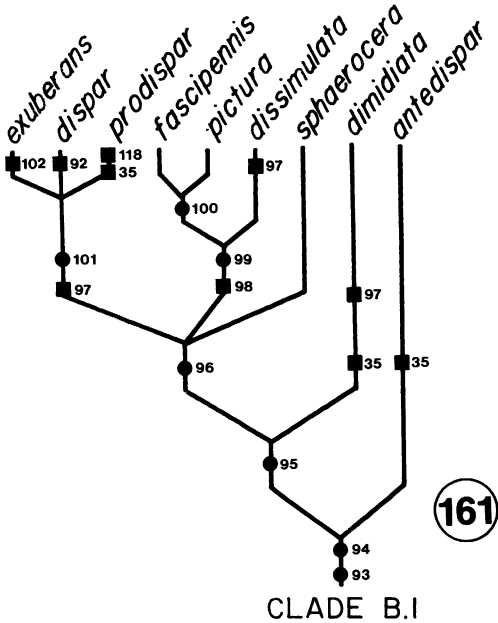 exuberans
dispar
prodispar
fascipennis
pictura
dissimulata
sphaerocera
dimidiata
antedispar
102
92
118
35
97
100
101
99
97
98
97
96
35
35
95
161
94
93
CLADE B.I